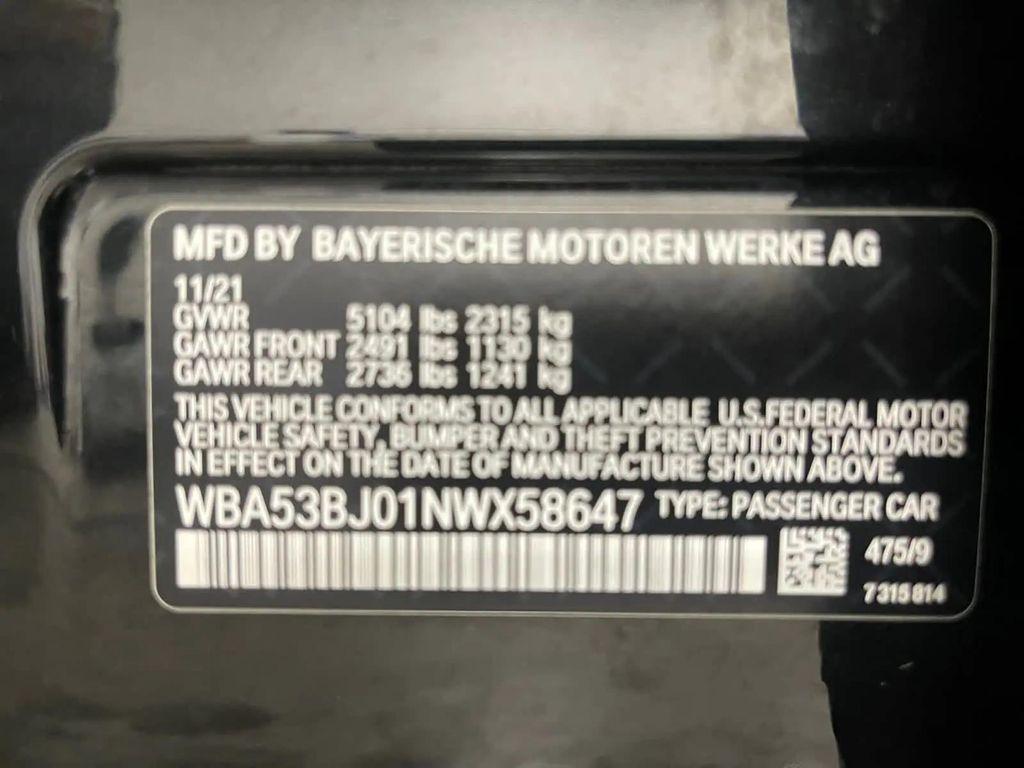 MFD BY BAYERISCHE MOTOREN WERKE AG
11/21
GVWR 5104 lbs 2315 kg
GAWR FRONT 2491 lbs 1130 kg
GAWR REAR 2736 lbs 1241 kg
THIS VEHICLE CONFORMS TO ALL APPLICABLE U.S.FEDERAL MOTOR
VEHICLE SAFETY, BUMPER AND THEFT PREVENTION STANDARDS
IN EFFECT ON THE DATE OF MANUFACTURE SHOWN ABOVE.
WBA53BJ01NWX58647 TYPE: PASSENGER CAR
475/9
7315814